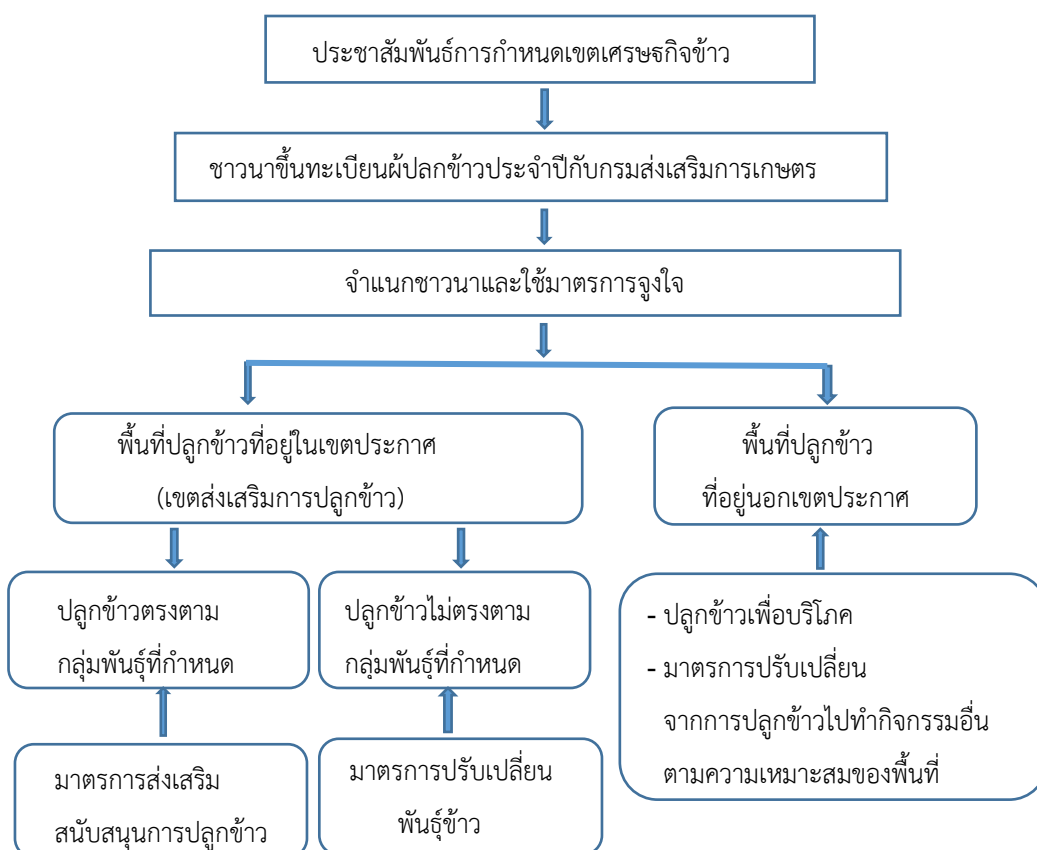 ประชาสัมพันธ์การกำหนดเขตเศรษฐกิจข้าว
ชาวนาขึ้นทะเบียนผู้ปลูกข้าวประจำปีกับกรมส่งเสริมการเกษตร
จำแนกชาวนาและใช้มาตรการจูงใจ
พื้นที่ปลูกข้าวที่อยู่ในเขตประกาศ
(เขตส่งเสริมการปลูกข้าว)
พื้นที่ปลูกข้าว
ที่อยู่นอกเขตประกาศ
ปลูกข้าวตรงตาม
กลุ่มพันธุ์ที่กำหนด
ปลูกข้าวไม่ตรงตาม
กลุ่มพันธุ์ที่กำหนด
- ปลูกข้าวเพื่อบริโภค
- มาตรการปรับเปลี่ยน
จากการปลูกข้าวไปทำกิจกรรมอื่น
ตามความเหมาะสมของพื้นที่
มาตรการส่งเสริม
สนับสนุนการปลูกข้าว
มาตรการปรับเปลี่ยน
พันธุ์ข้าว